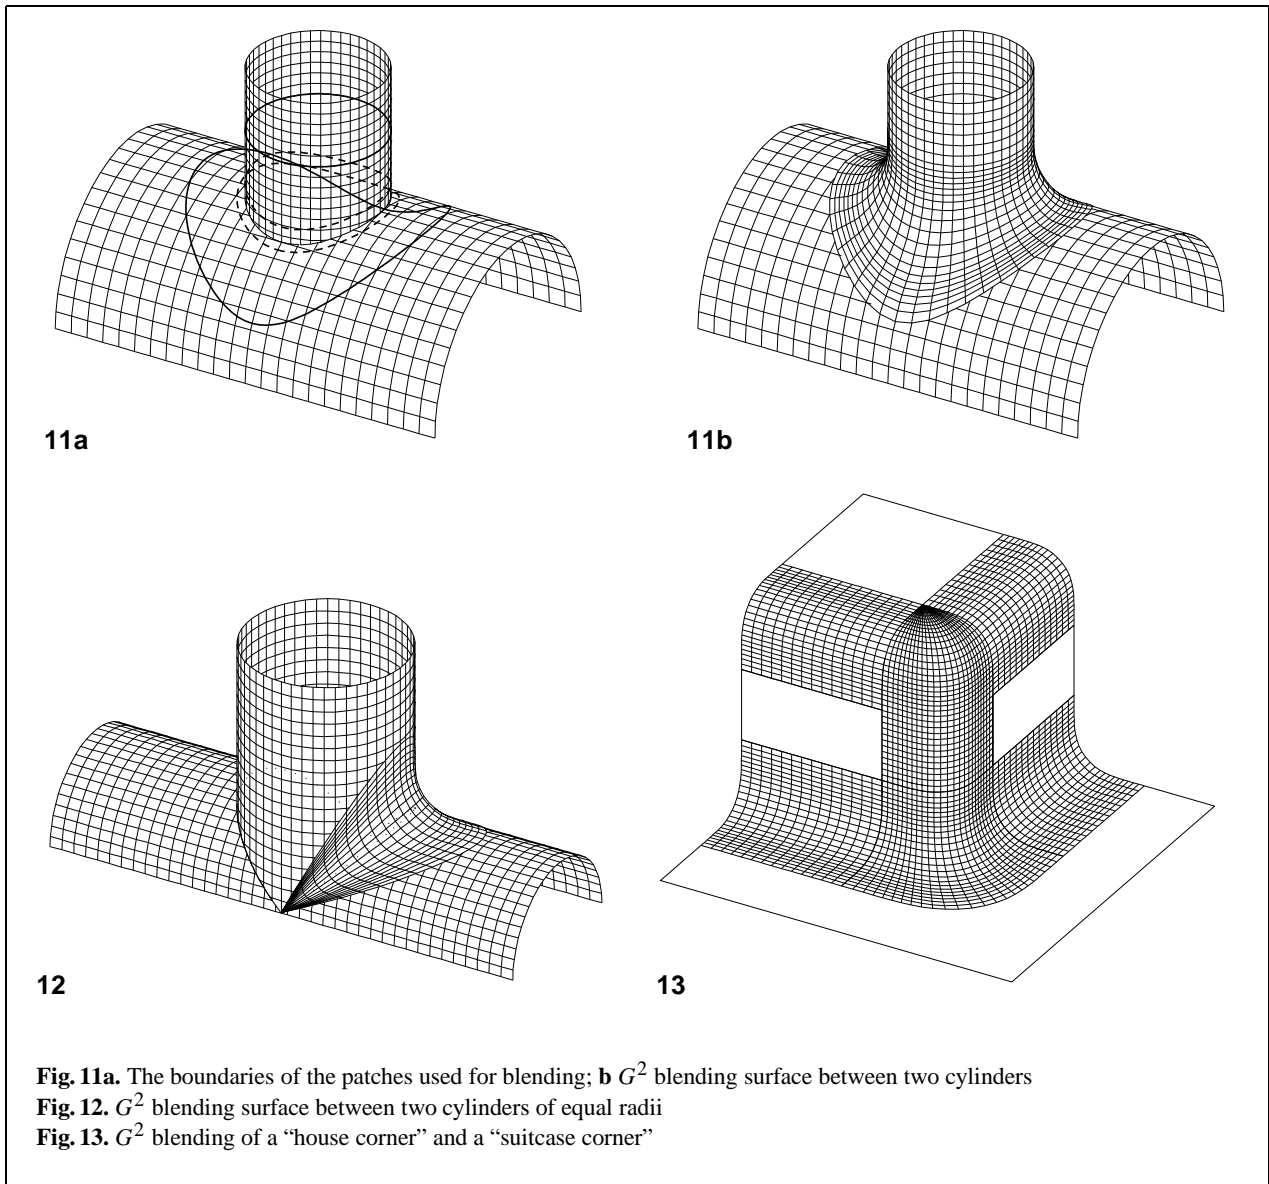 11a
11b
12
13
Fig. 11a. The boundaries of the patches used for blending; b G² blending surface between two cylinders
Fig. 12. G² blending surface between two cylinders of equal radii
Fig. 13. G² blending of a “house corner” and a “suitcase corner”